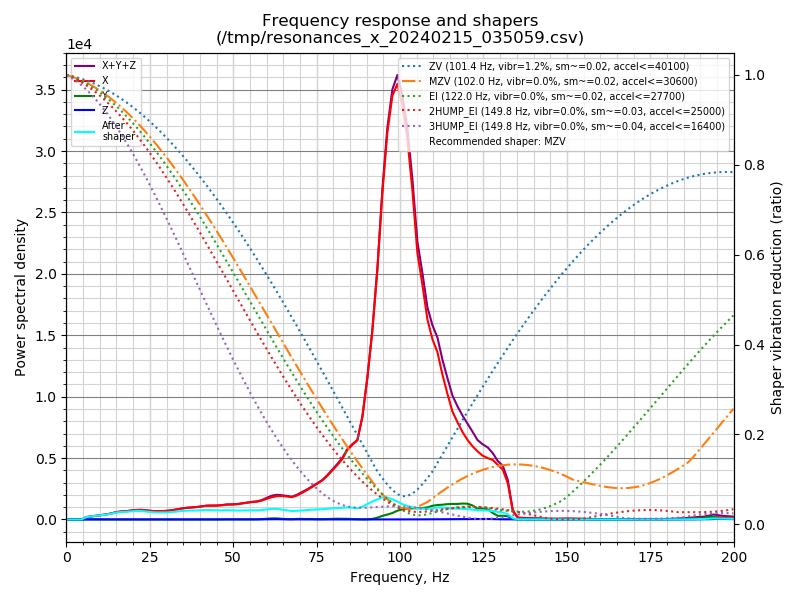 Frequency response and shapers
(/tmp/resonances_x_20240215_035059.csv)
1e4
X+Y+Z
X
Y
Z
After
shaper
ZV (101.4 Hz, vibr=1.2%, sm~=0.02, accel<=40100)
MZV (102.0 Hz, vibr=0.0%, sm~=0.02, accel<=30600)
EI (122.0 Hz, vibr=0.0%, sm~=0.02, accel<=27700)
2HUMP_EI (149.8 Hz, vibr=0.0%, sm~=0.03, accel<=25000)
3HUMP_EI (149.8 Hz, vibr=0.0%, sm~=0.04, accel<=16400)
Recommended shaper: MZV
3.5
3.0
2.5
2.0
1.5
1.0
0.5
0.0
Power spectral density
1.0
0.8
0.6
0.4
0.2
0.0
Shaper vibration reduction (ratio)
0 25 50 75 100 125 150 175 200
Frequency, Hz